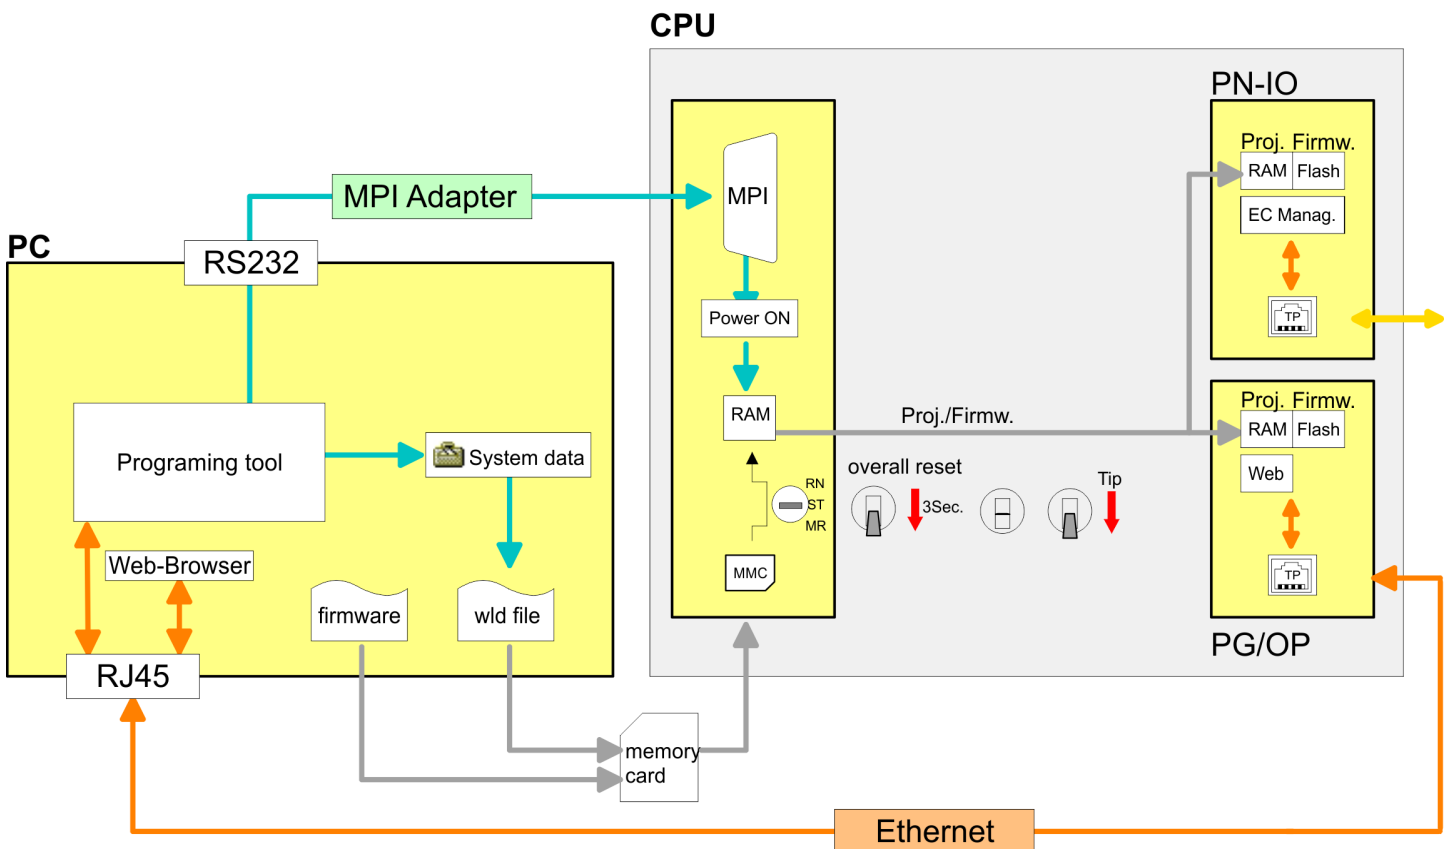 CPU
PN-IO
Proj. Firmw.
RAM Flash
EC Manag.
TP
MPI
MPI Adapter
PC
RS232
Power ON
RAM
Proj./Firmw.
Proj. Firmw.
RAM Flash
Web
TP
PG/OP
Programing tool
System data
overall reset
3Sec.
Tip
RN
ST
MR
MMC
Web-Browser
firmware
wld file
RJ45
memory
card
Ethernet